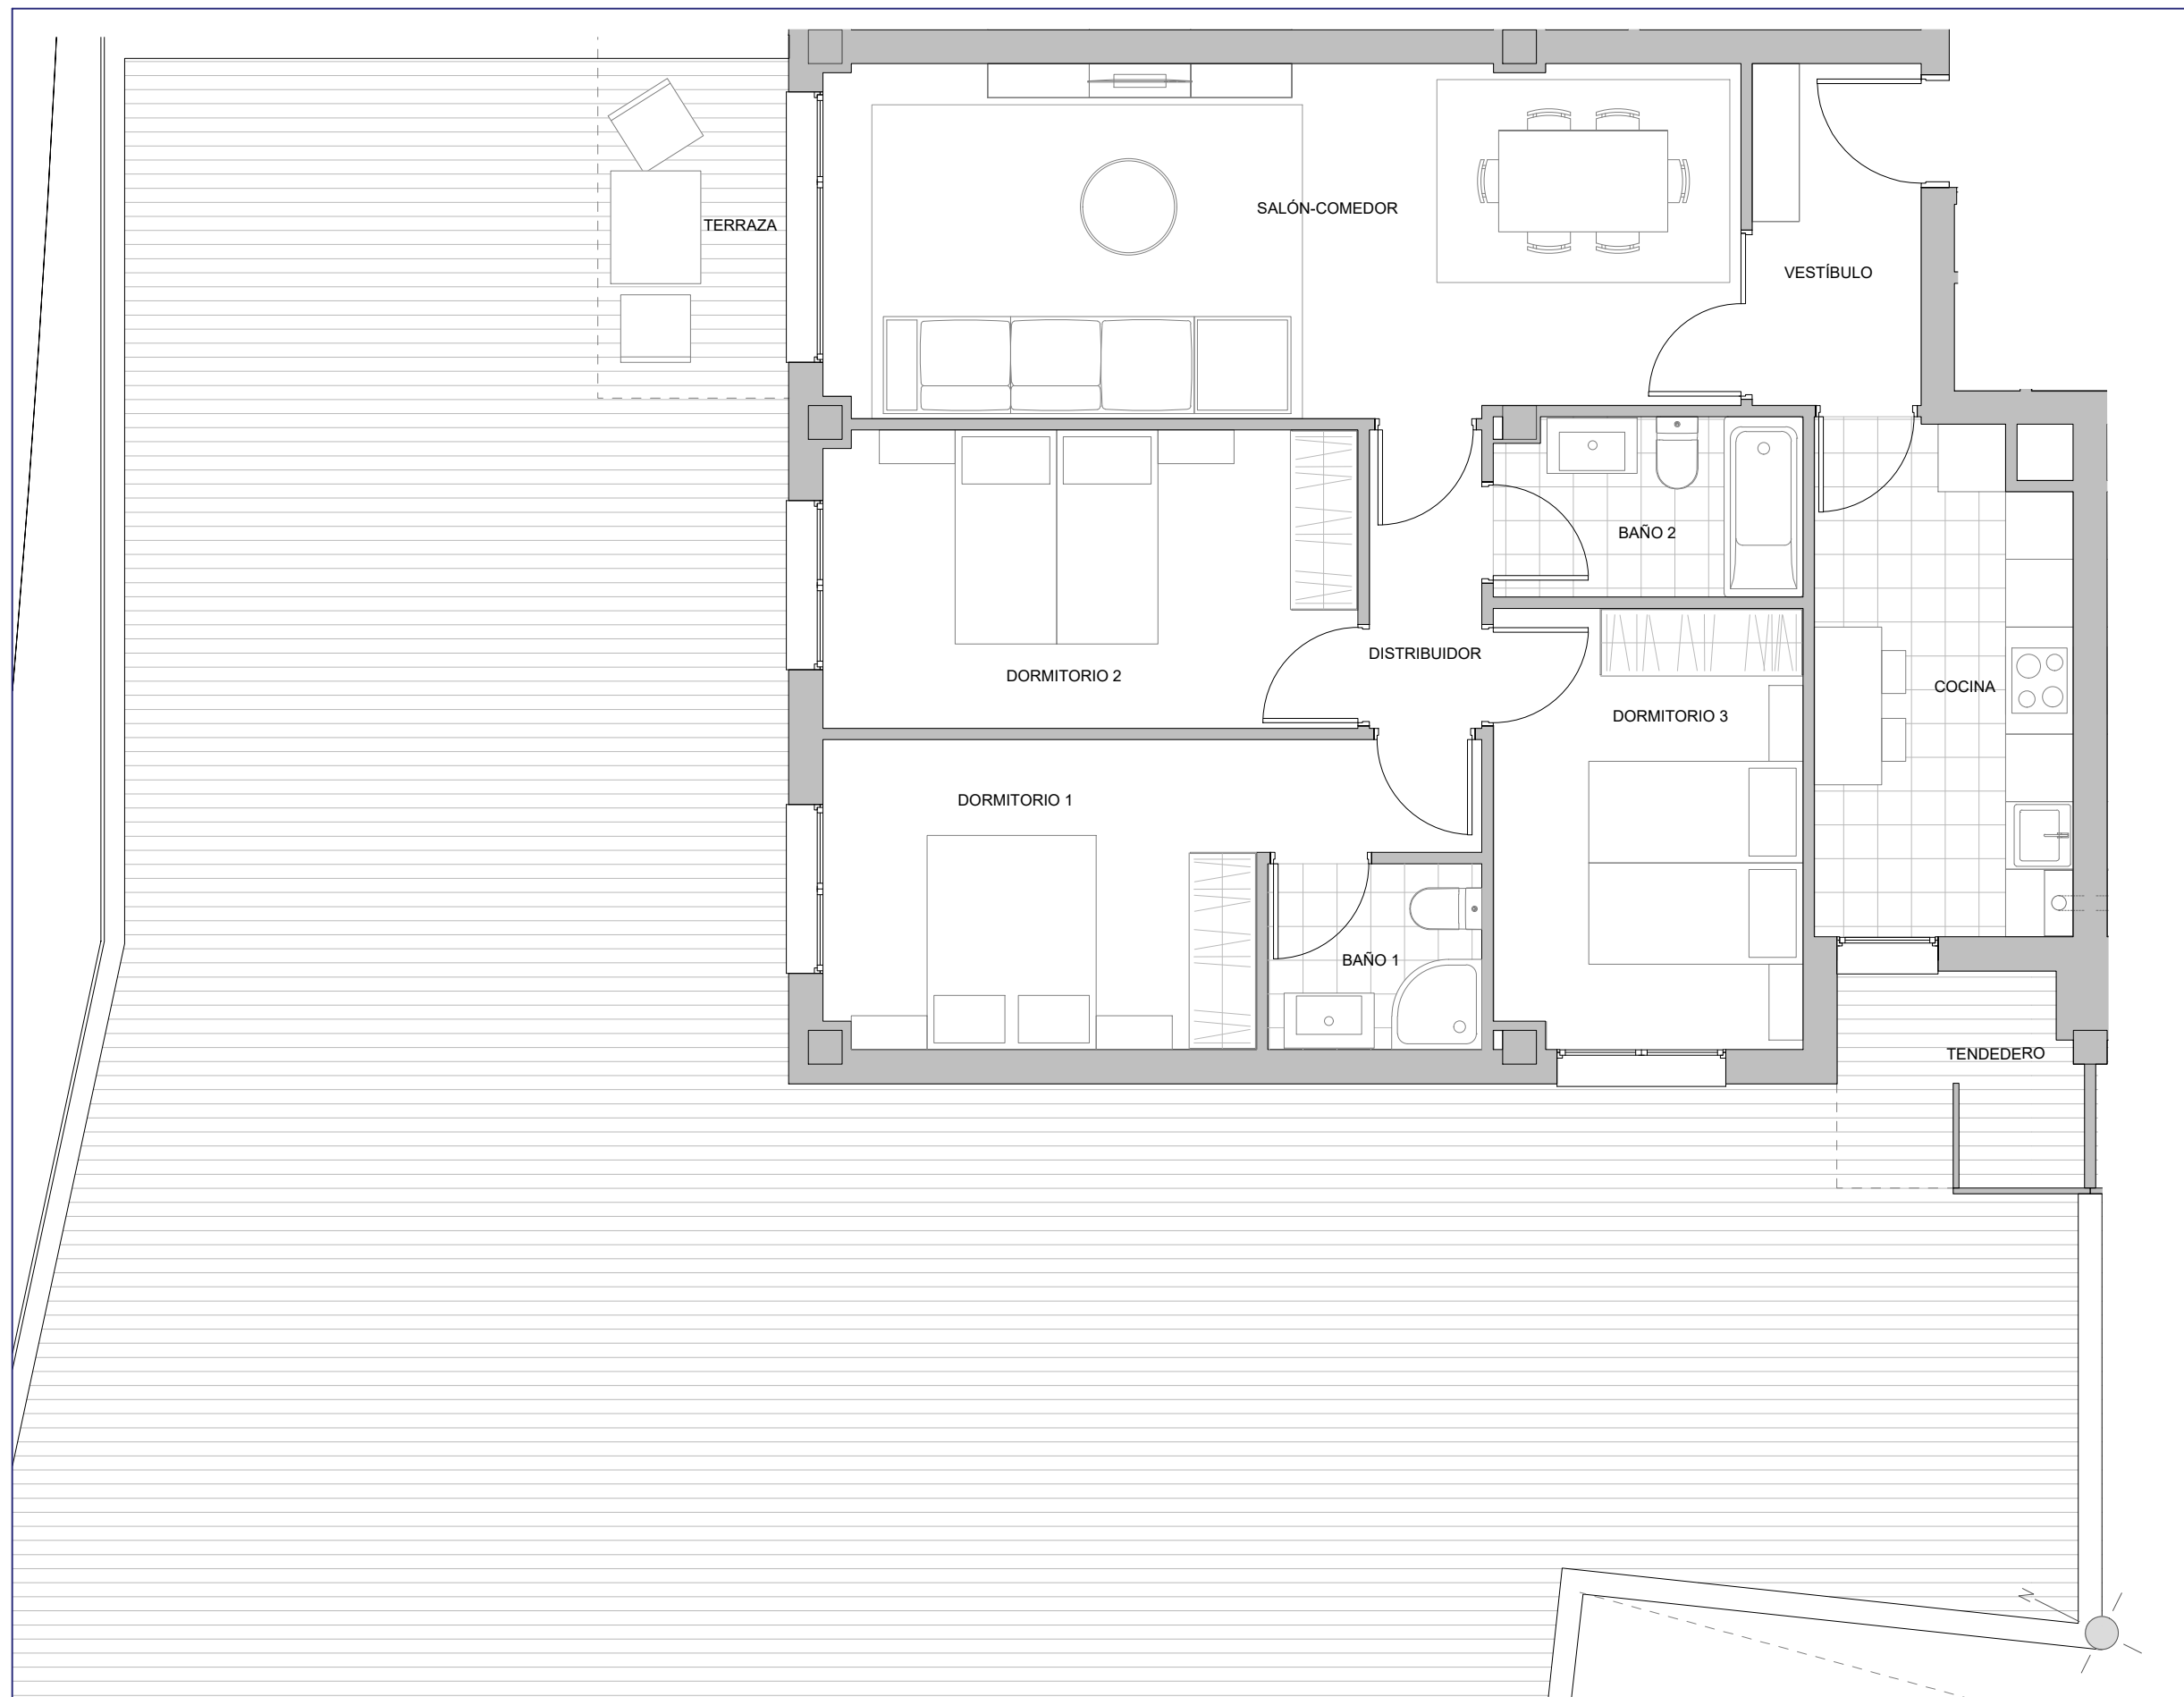 SALÓN-COMEDOR
TERRAZA
VESTÍBULO
BAÑO 2
DISTRIBUIDOR
DORMITORIO 2
COCINA
DORMITORIO 3
DORMITORIO 1
BAÑO 1
TENDEDERO
N